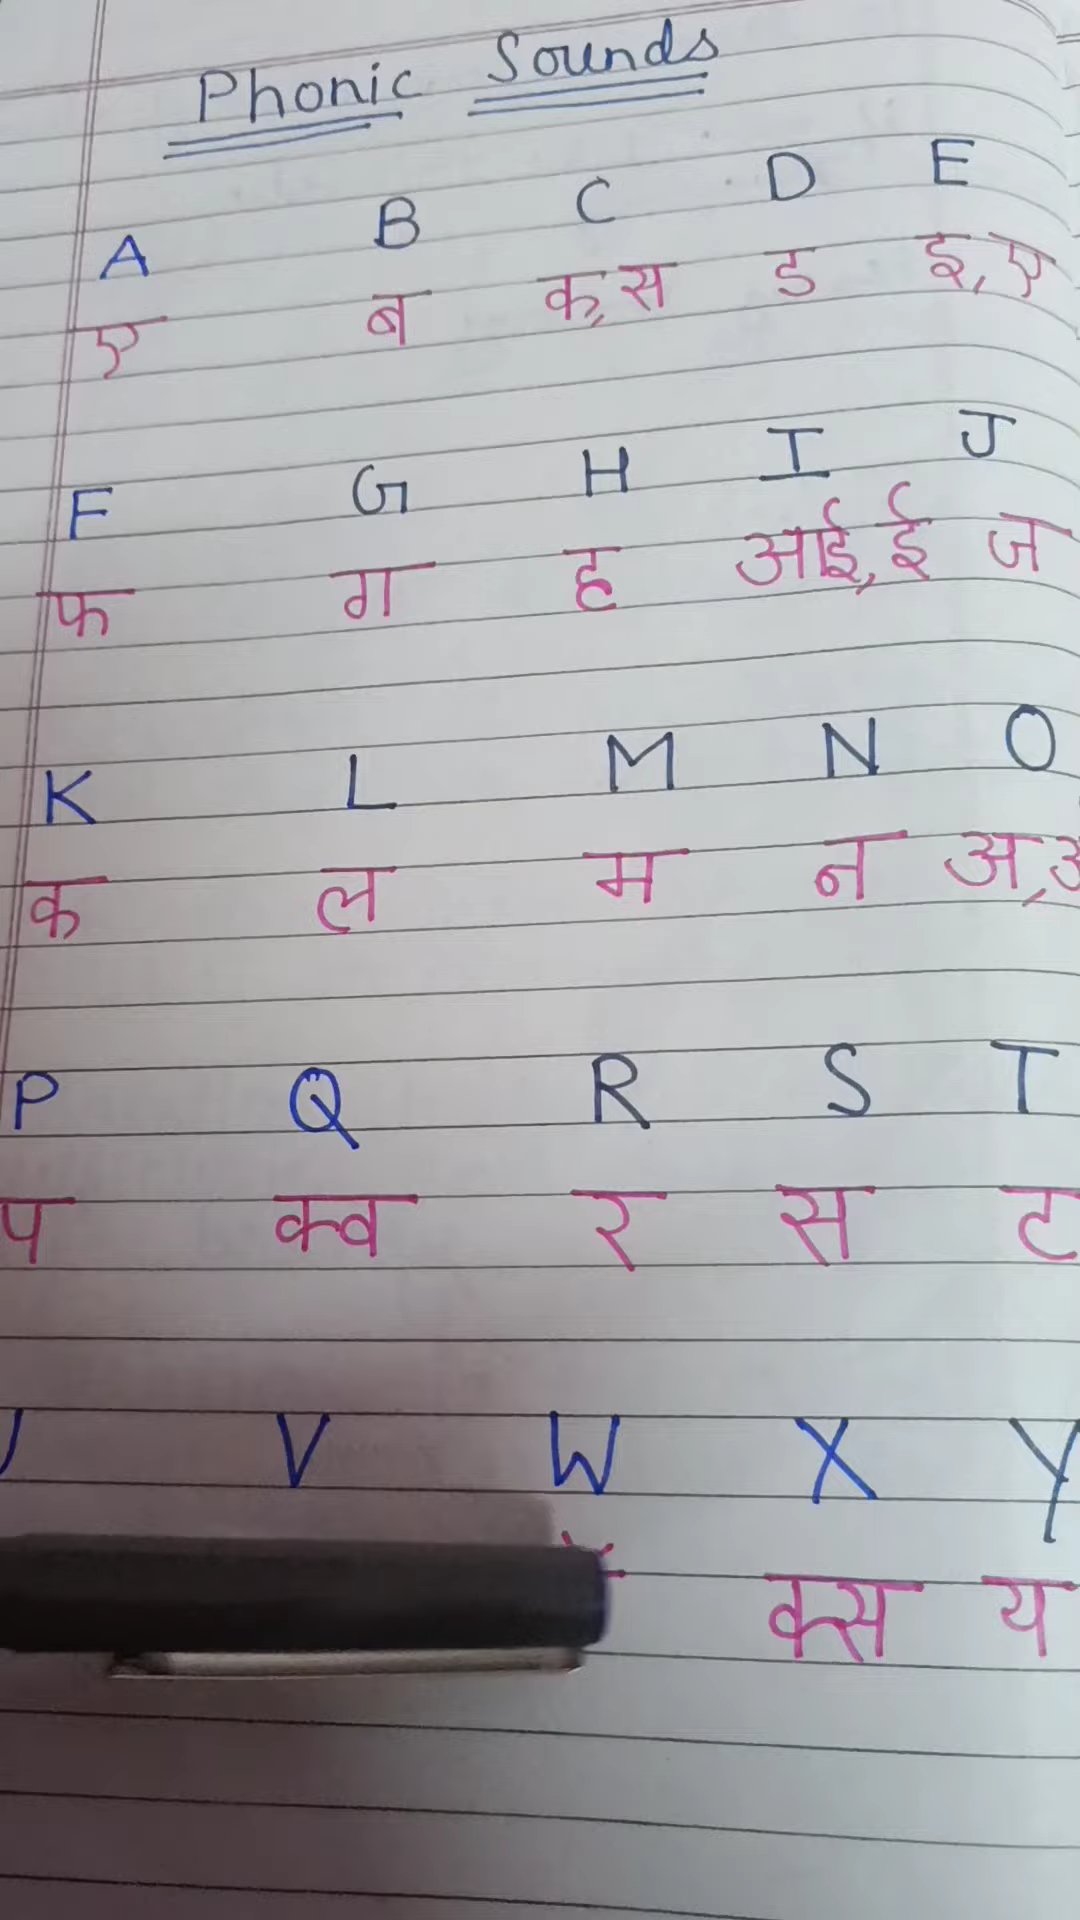 Phonic Sounds
A B C D E
ए ब क,स ड इ,ए
F G H I J
फ ग ह आई,ई ज
K L M N O
क ल म न अ,
P Q R S T
प क्व र स ट
V W X Y
क्स य